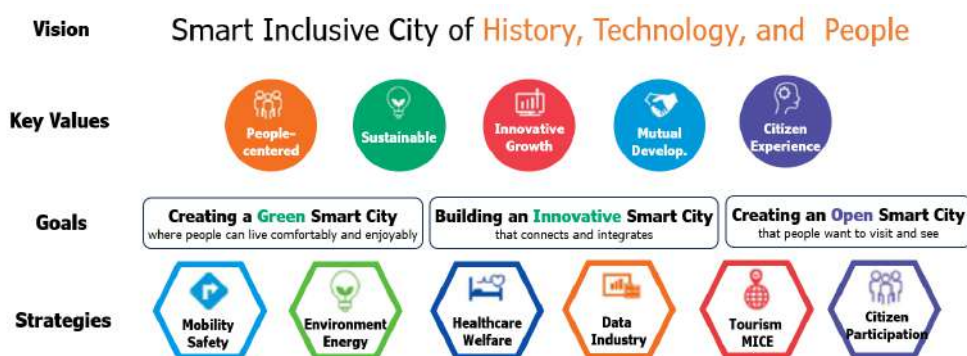 Vision
Smart Inclusive City of History, Technology, and People
Key Values
People-
centered
Sustainable
Innovative
Growth
Mutual
Develop.
Citizen
Experience
Goals
Creating a Green Smart City
where people can live comfortably and enjoyably
Building an Innovative Smart City
that connects and integrates
Creating an Open Smart City
that people want to visit and see
Strategies
Mobility
Safety
Environment
Energy
Healthcare
Welfare
Data
Industry
Tourism
MICE
Citizen
Participation